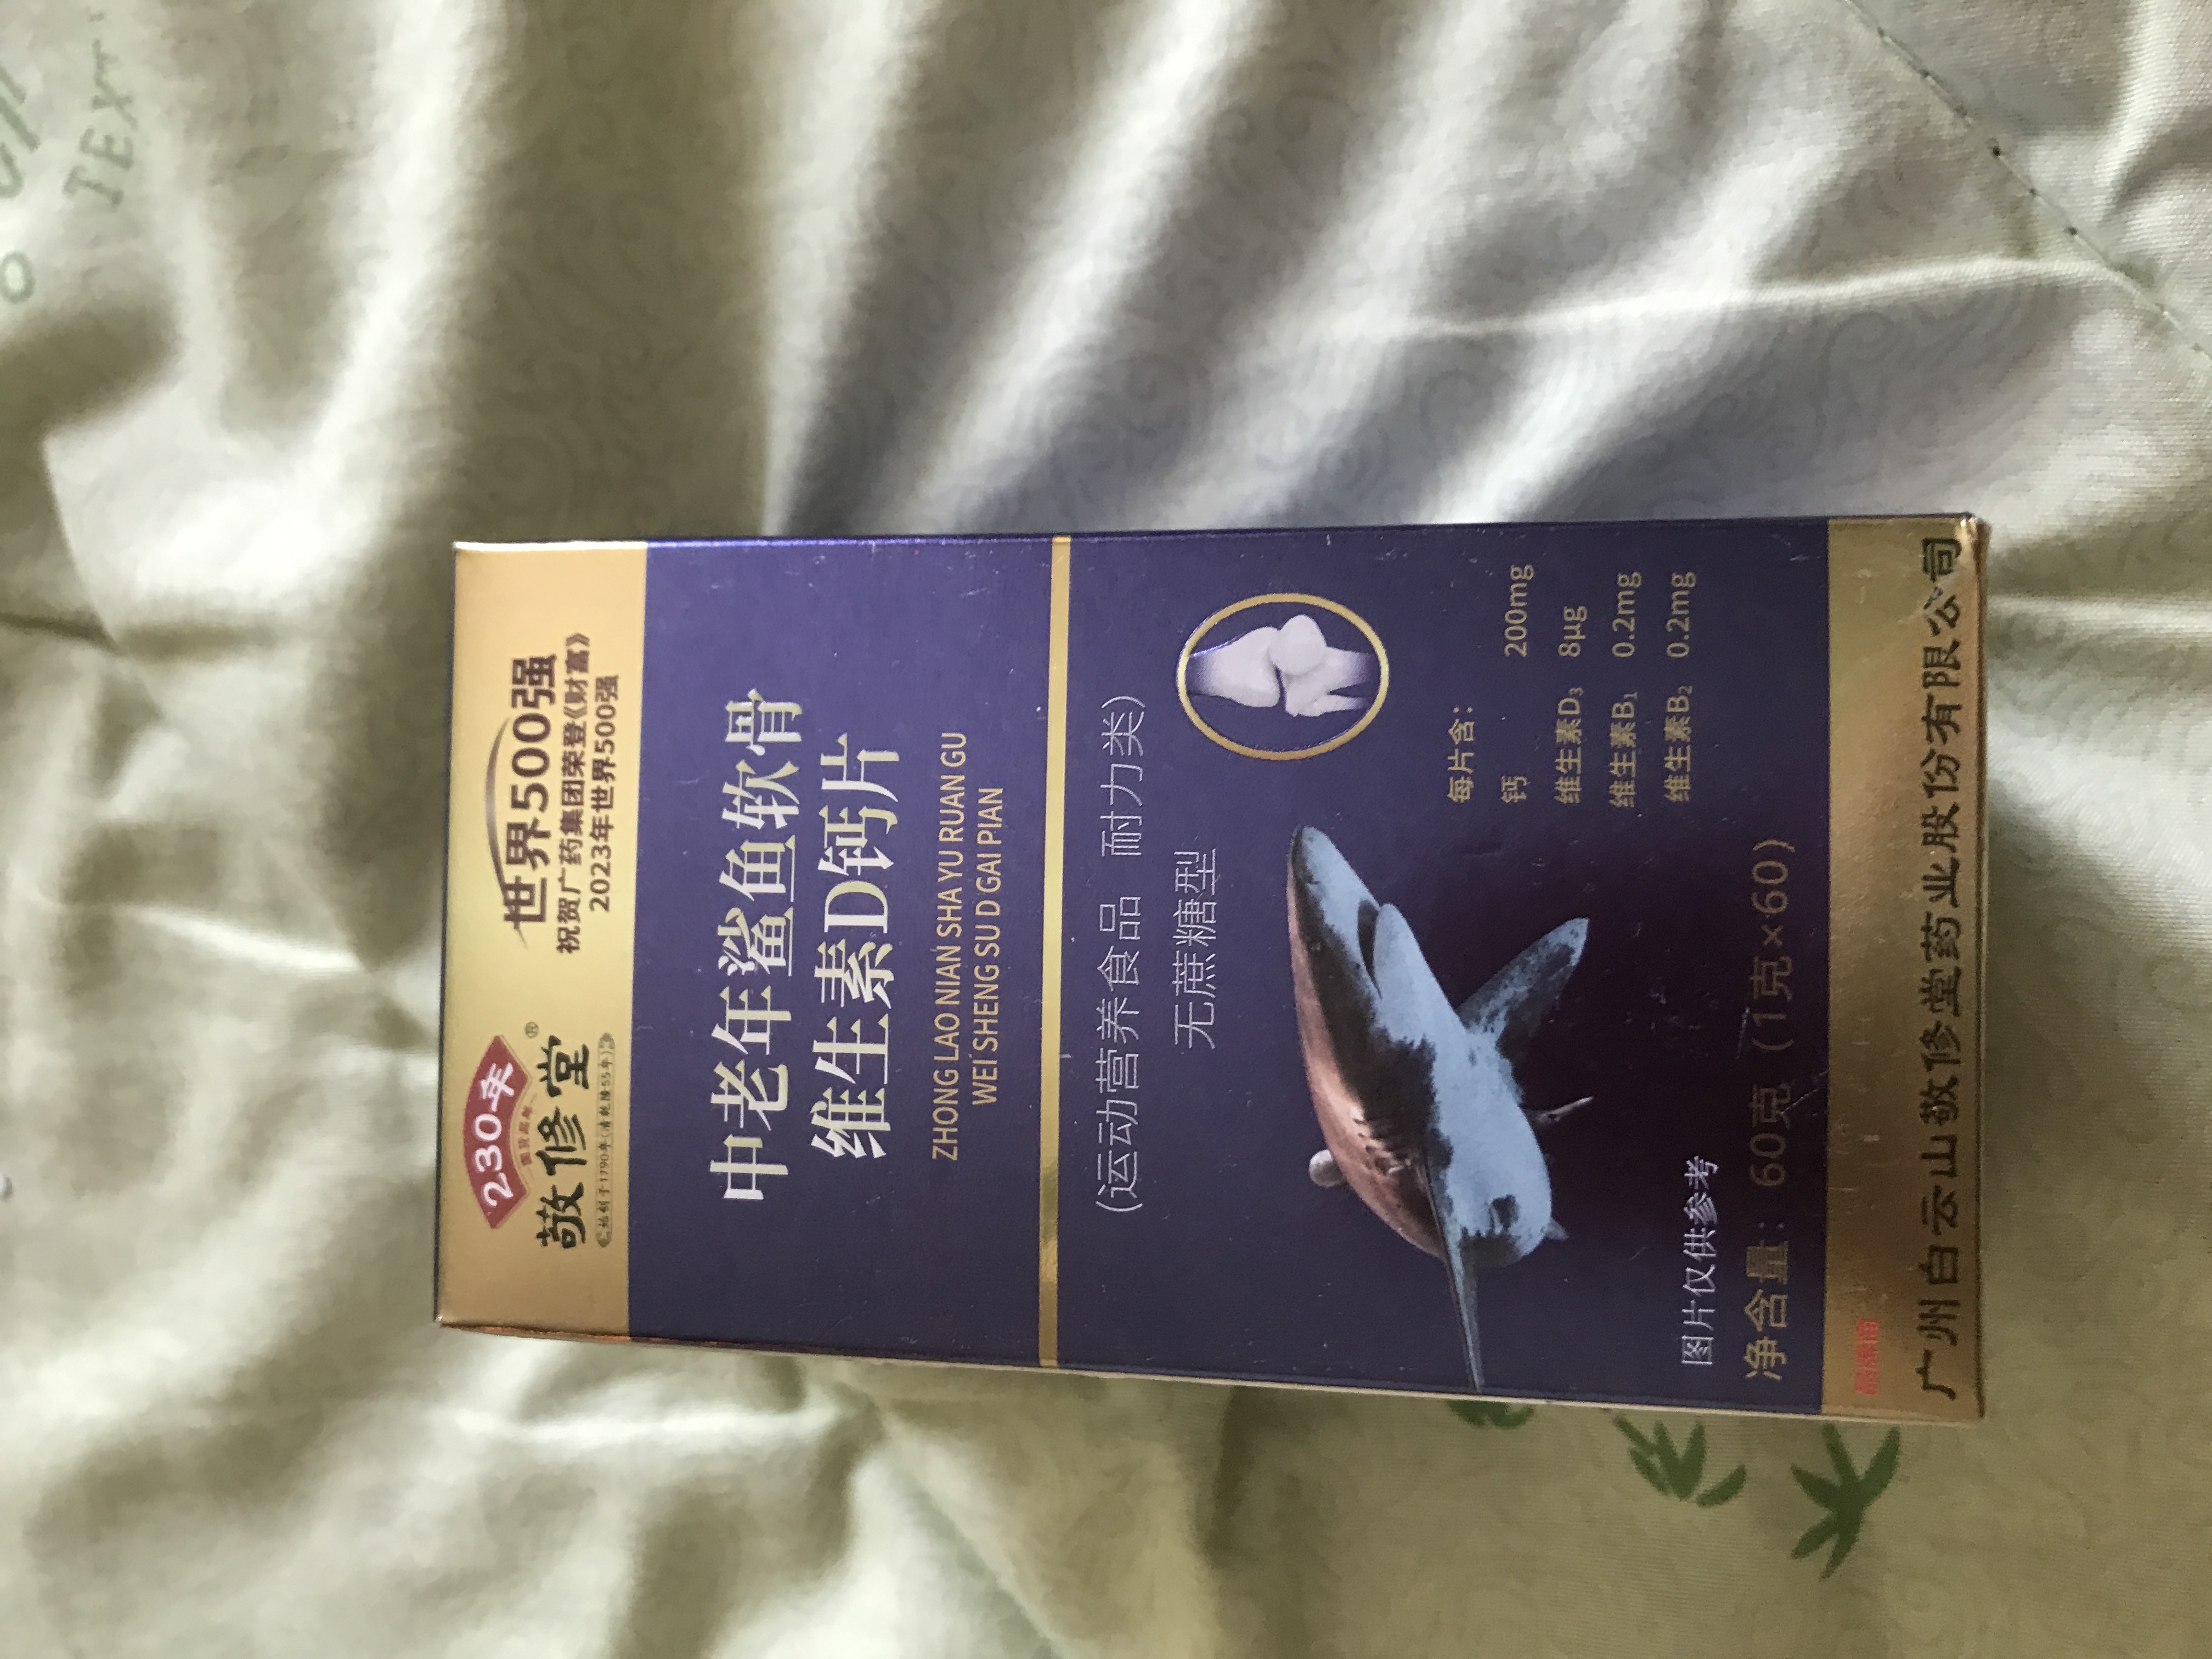 230年
敬修堂®
始创于1790年(清乾隆55年)
世界500强
祝贺广药集团荣登《财富》
2023年世界500强
中老年鲨鱼软骨
维生素D钙片
ZHONG LAO NIAN SHA YU RUAN GU
WEI SHENG SU D GAI PIAN
(运动营养食品 耐力类)
无蔗糖型
每片含：
钙 200mg
维生素D₃ 8μg
维生素B₁ 0.2mg
维生素B₂ 0.2mg
图片仅供参考
净含量：60克（1克×60）
广州白云山敬修堂药业股份有限公司
TEXT